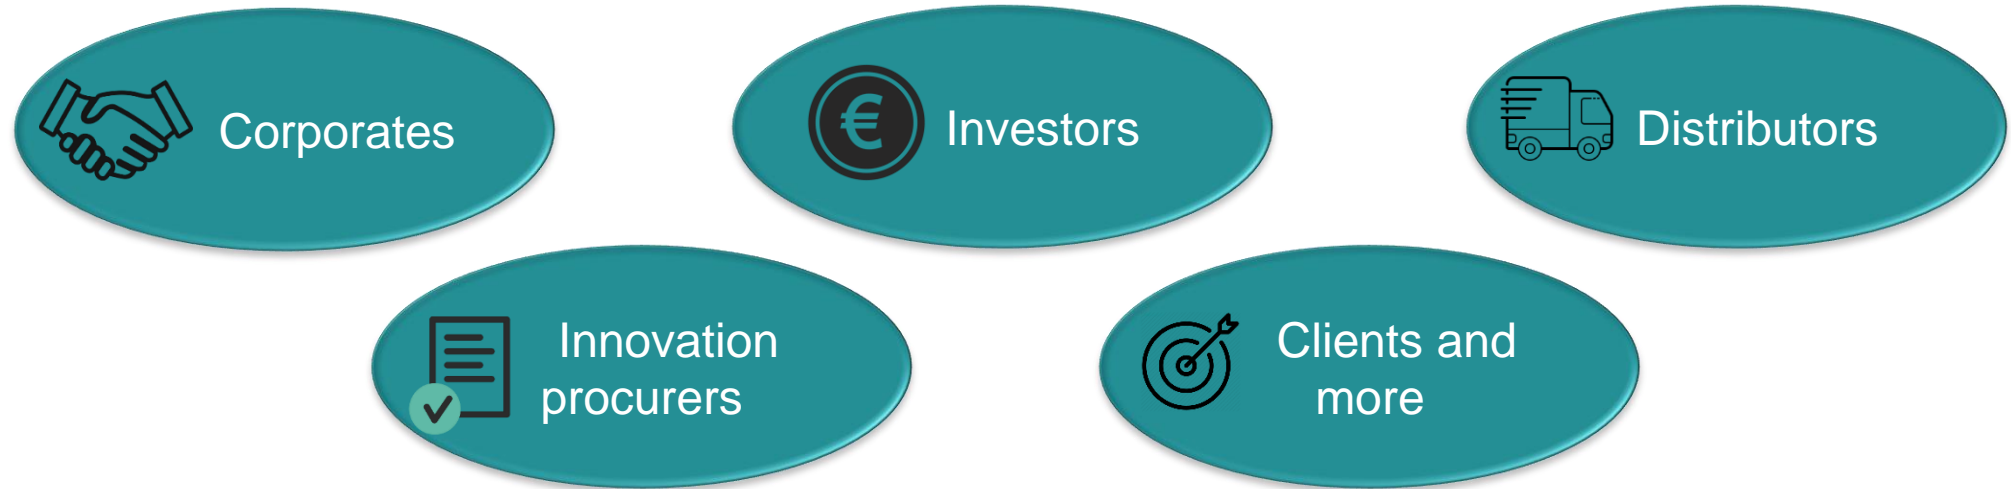 Corporates
€
Investors
Distributors
Innovation
procurers
Clients and
more